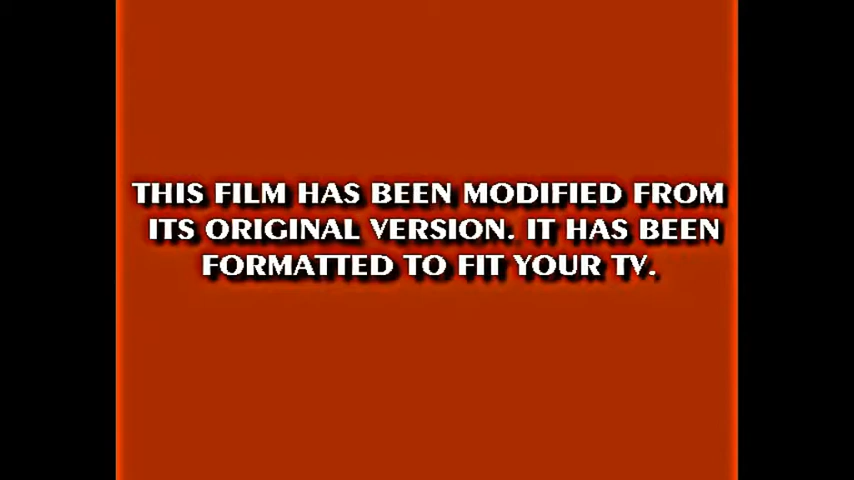 THIS FILM HAS BEEN MODIFIED FROM
ITS ORIGINAL VERSION. IT HAS BEEN
FORMATTED TO FIT YOUR TV.